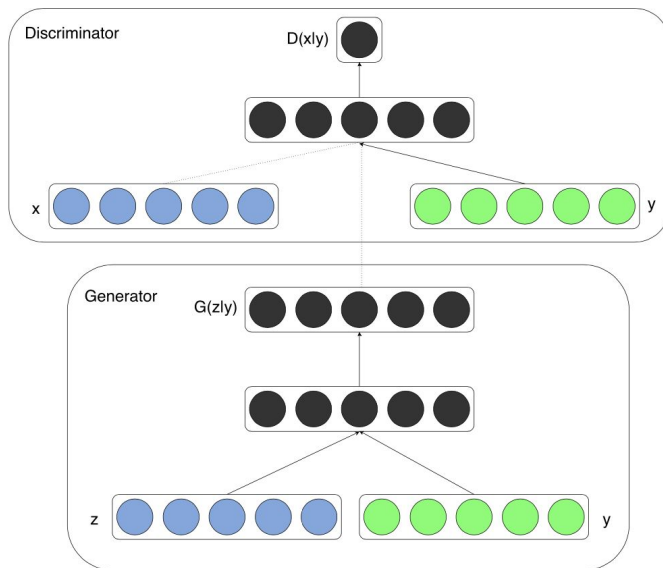 Discriminator
D(x|y)
x
y
Generator
G(z|y)
z
y